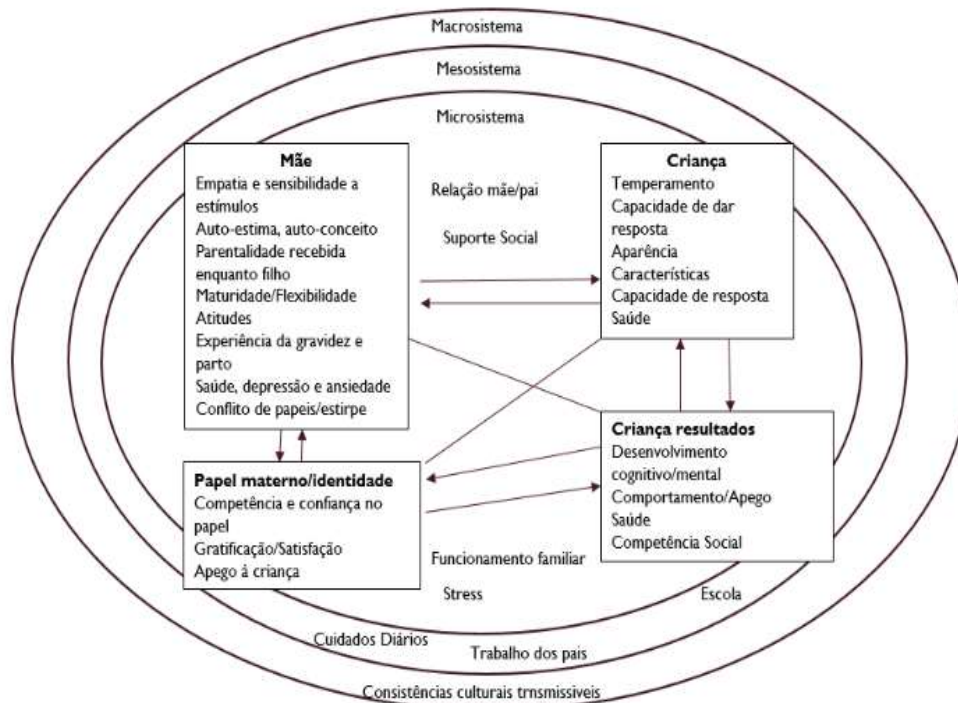 Macrosistema
Mesosistema
Microsistema
Mãe
Empatia e sensibilidade a
estímulos
Auto-estima, auto-conceito
Parentalidade recebida
enquanto filho
Maturidade/Flexibilidade
Atitudes
Experiência da gravidez e
parto
Saúde, depressão e ansiedade
Conflito de papeis/estirpe
Relação mãe/pai
Suporte Social
Criança
Temperamento
Capacidade de dar
resposta
Aparência
Características
Capacidade de resposta
Saúde
Papel materno/identidade
Competência e confiança no
papel
Gratificação/Satisfação
Apego á criança
Criança resultados
Desenvolvimento
cognitivo/mental
Comportamento/Apego
Saúde
Competência Social
Funcionamento familiar
Stress
Escola
Cuidados Diários
Trabalho dos pais
Consistências culturais trnsmissiveis